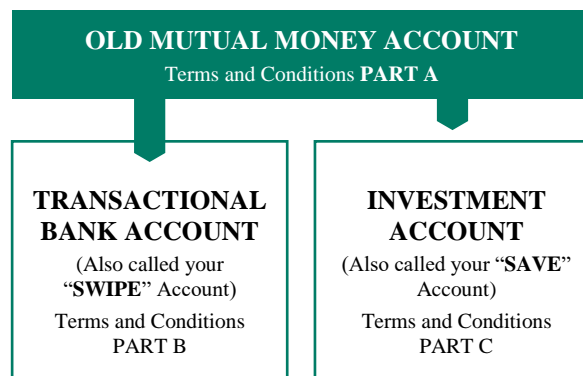 OLD MUTUAL MONEY ACCOUNT
Terms and Conditions PART A
TRANSACTIONAL
BANK ACCOUNT
(Also called your
“SWIPE” Account)
Terms and Conditions
PART B
INVESTMENT
ACCOUNT
(Also called your “SAVE”
Account)
Terms and Conditions
PART C